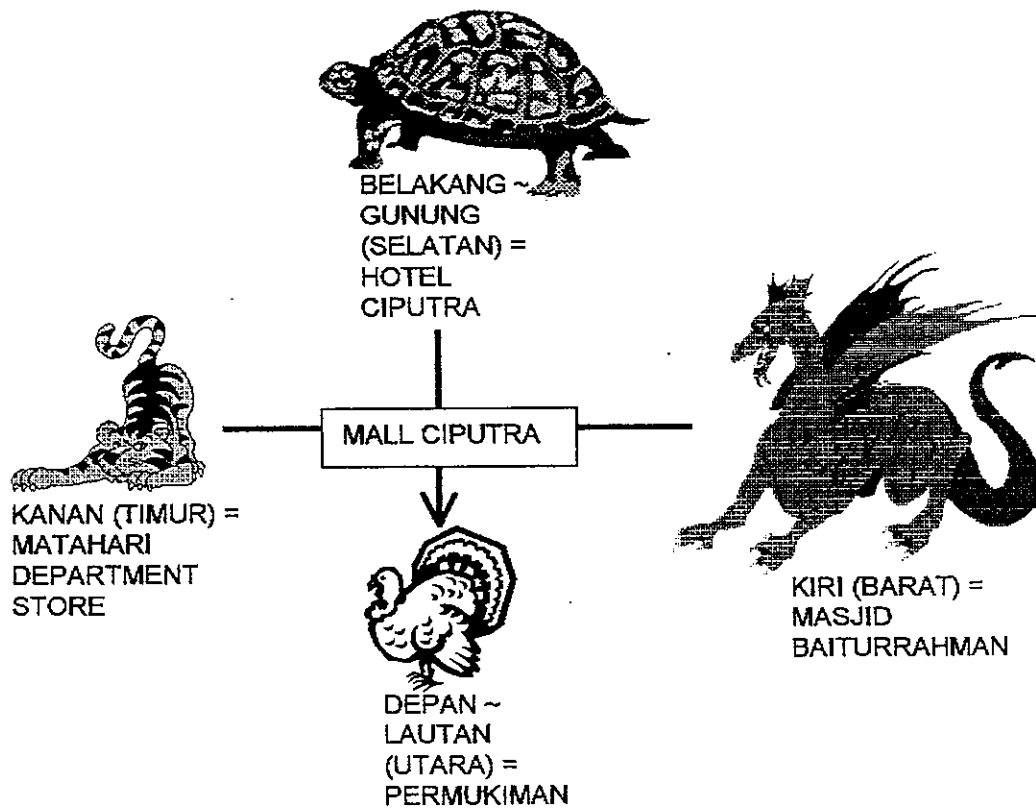 BELAKANG ~
GUNUNG
(SELATAN) =
HOTEL
CIPUTRA
MALL CIPUTRA
KANAN (TIMUR) =
MATAHARI
DEPARTMENT
STORE
KIRI (BARAT) =
MASJID
BAITURRAHMAN
DEPAN ~
LAUTAN
(UTARA) =
PERMUKIMAN